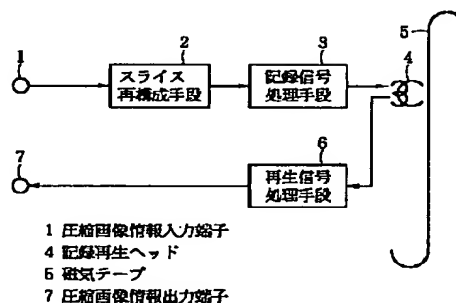 1
2
スライス
再構成手段
3
記録信号
処理手段
4
5
6
再生信号
処理手段
7
1 圧縮画像情報入力端子
4 記録再生ヘッド
5 磁気テープ
7 圧縮画像情報出力端子